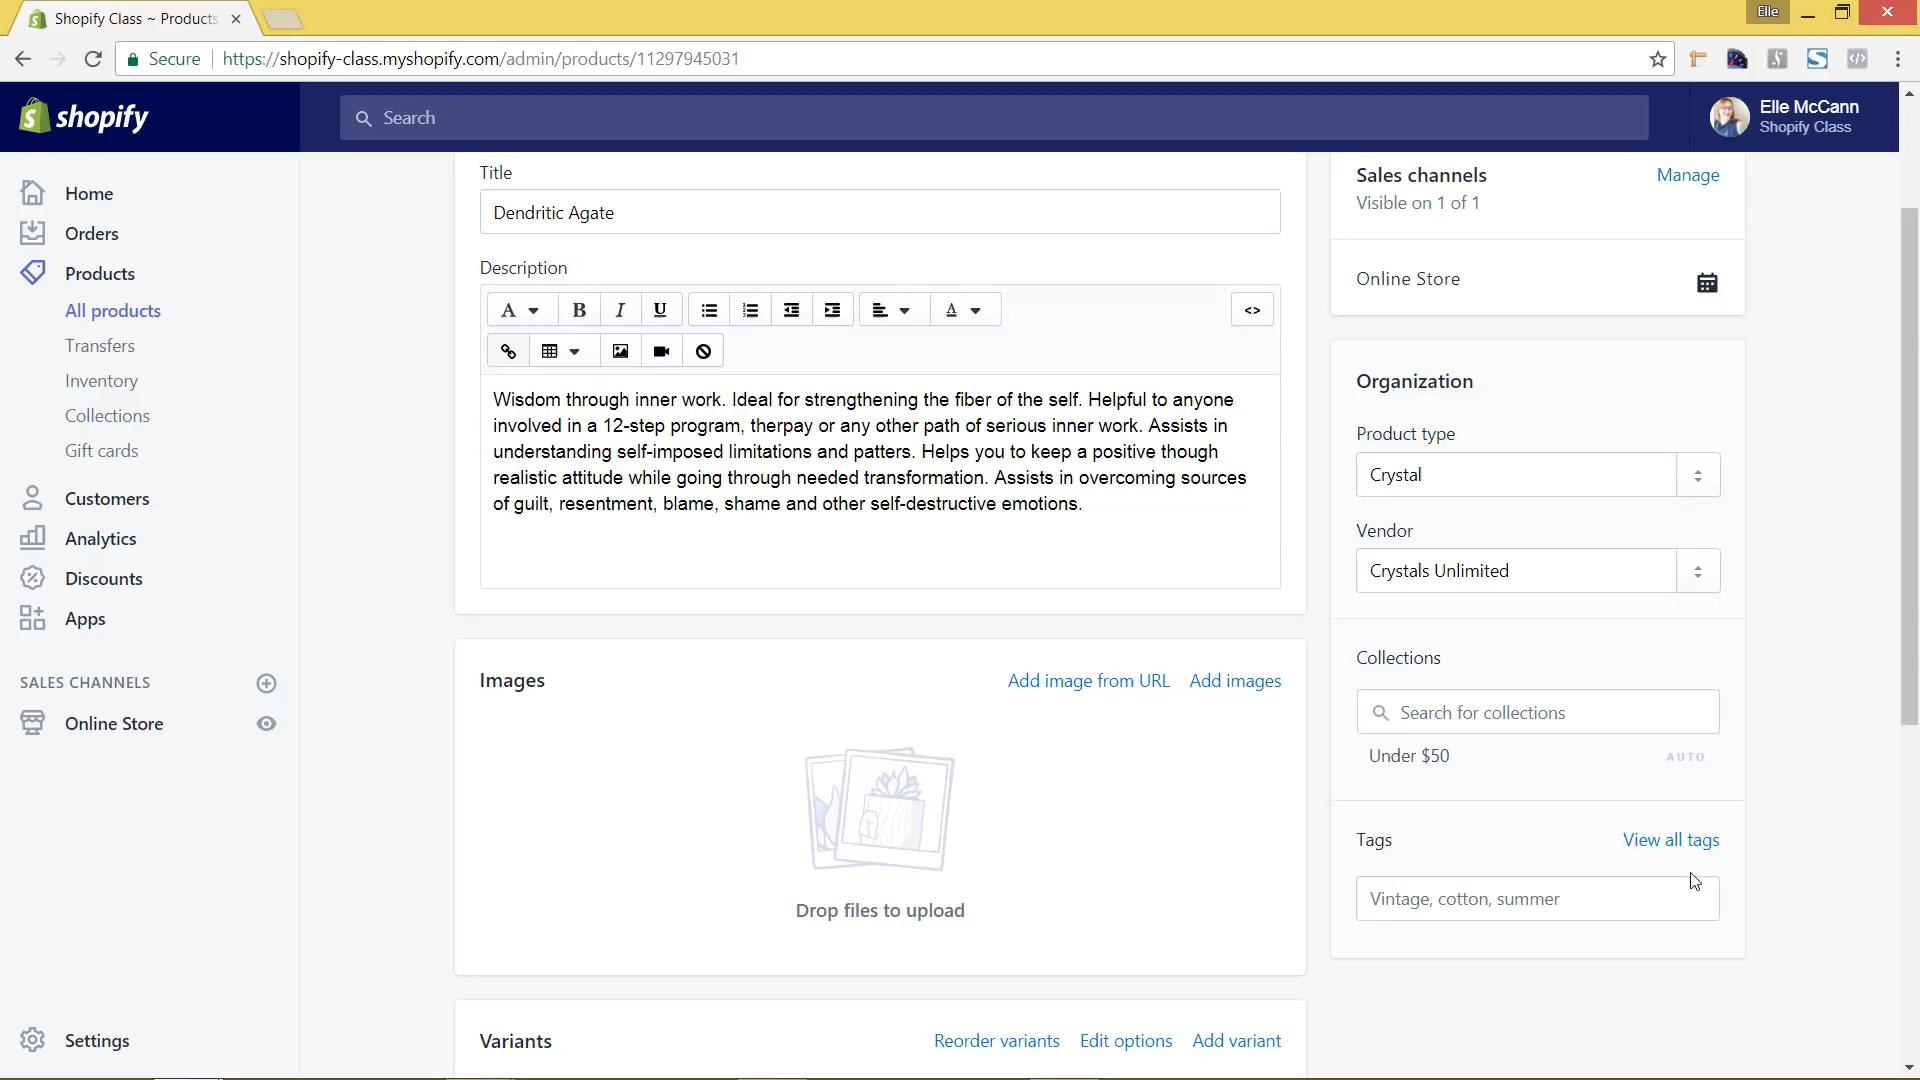 Shopify Class ~ Products
Elle
Secure
https://shopify-class.myshopify.com/admin/products/11297945031
shopify
Search
Elle McCann
Shopify Class
Home
Orders
Products
All products
Transfers
Inventory
Collections
Gift cards
Customers
Analytics
Discounts
Apps
SALES CHANNELS
Online Store
Settings
Title
Dendritic Agate
Description
A
B
I
U
A
<>
Wisdom through inner work. Ideal for strengthening the fiber of the self. Helpful to anyone
involved in a 12-step program, therpay or any other path of serious inner work. Assists in
understanding self-imposed limitations and patters. Helps you to keep a positive though
realistic attitude while going through needed transformation. Assists in overcoming sources
of guilt, resentment, blame, shame and other self-destructive emotions.
Images
Add image from URL
Add images
Drop files to upload
Variants
Reorder variants
Edit options
Add variant
Sales channels
Manage
Visible on 1 of 1
Online Store
Organization
Product type
Crystal
Vendor
Crystals Unlimited
Collections
Search for collections
Under $50
AUTO
Tags
View all tags
Vintage, cotton, summer